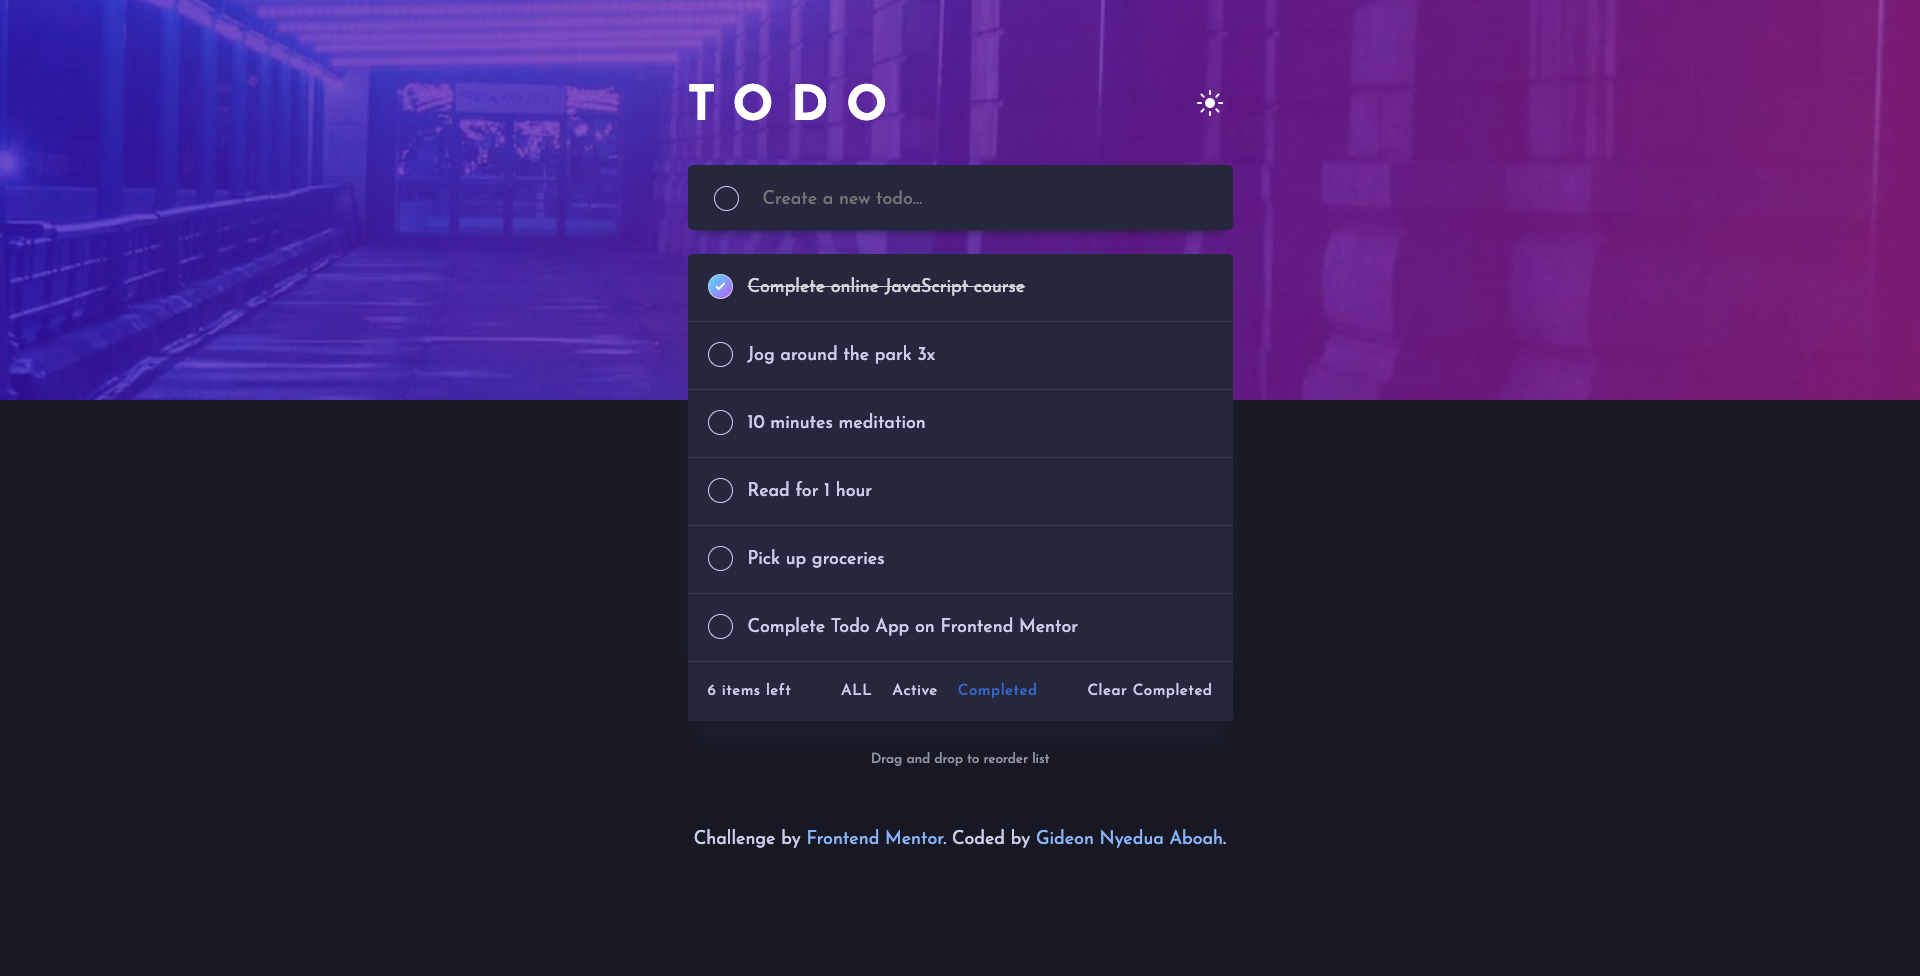 TODO
Create a new todo...
Complete online JavaScript course
Jog around the park 3x
10 minutes meditation
Read for 1 hour
Pick up groceries
Complete Todo App on Frontend Mentor
6 items left ALL Active Completed Clear Completed
Drag and drop to reorder list
Challenge by Frontend Mentor. Coded by Gideon Nyedua Aboah.